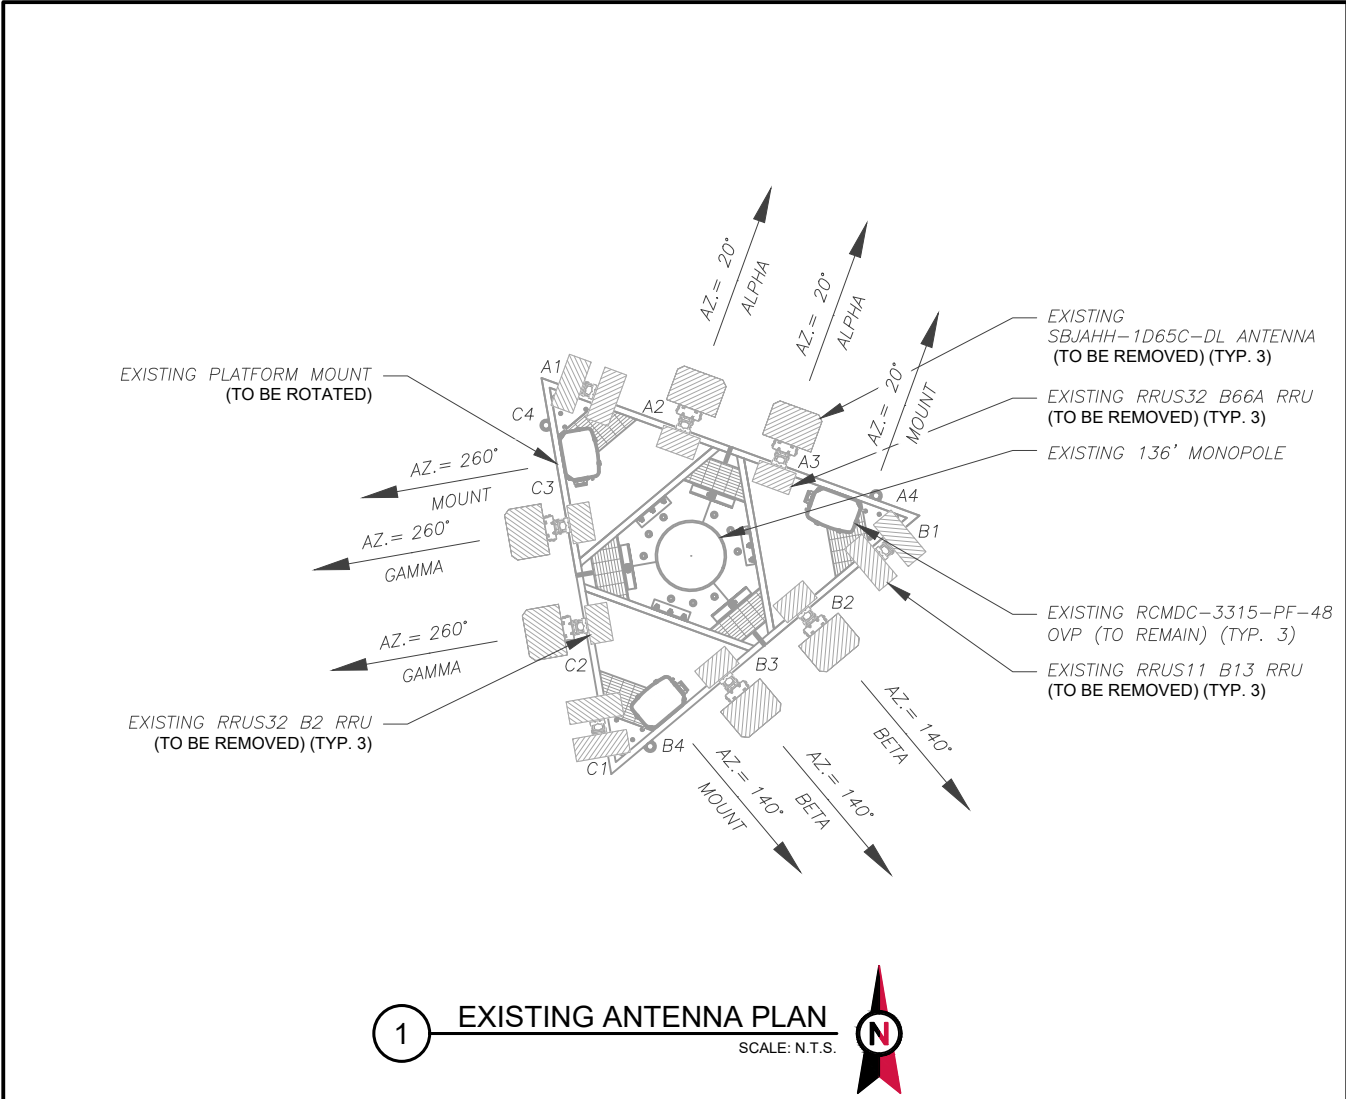 AZ.= 20°
ALPHA
AZ.= 20°
ALPHA
AZ.= 20°
MOUNT
EXISTING
SBJAHH-1D65C-DL ANTENNA
(TO BE REMOVED) (TYP. 3)
EXISTING RRUS32 B66A RRU
(TO BE REMOVED) (TYP. 3)
EXISTING 136' MONOPOLE
EXISTING PLATFORM MOUNT
(TO BE ROTATED)
A1
A2
A3
A4
C4
C3
C2
C1
B1
B2
B3
B4
AZ.= 260°
MOUNT
AZ.= 260°
GAMMA
AZ.= 260°
GAMMA
EXISTING RRUS32 B2 RRU
(TO BE REMOVED) (TYP. 3)
EXISTING RCMDC-3315-PF-48
OVP (TO REMAIN) (TYP. 3)
EXISTING RRUS11 B13 RRU
(TO BE REMOVED) (TYP. 3)
AZ.= 140°
BETA
AZ.= 140°
BETA
AZ.= 140°
MOUNT
1
EXISTING ANTENNA PLAN
SCALE: N.T.S.
N